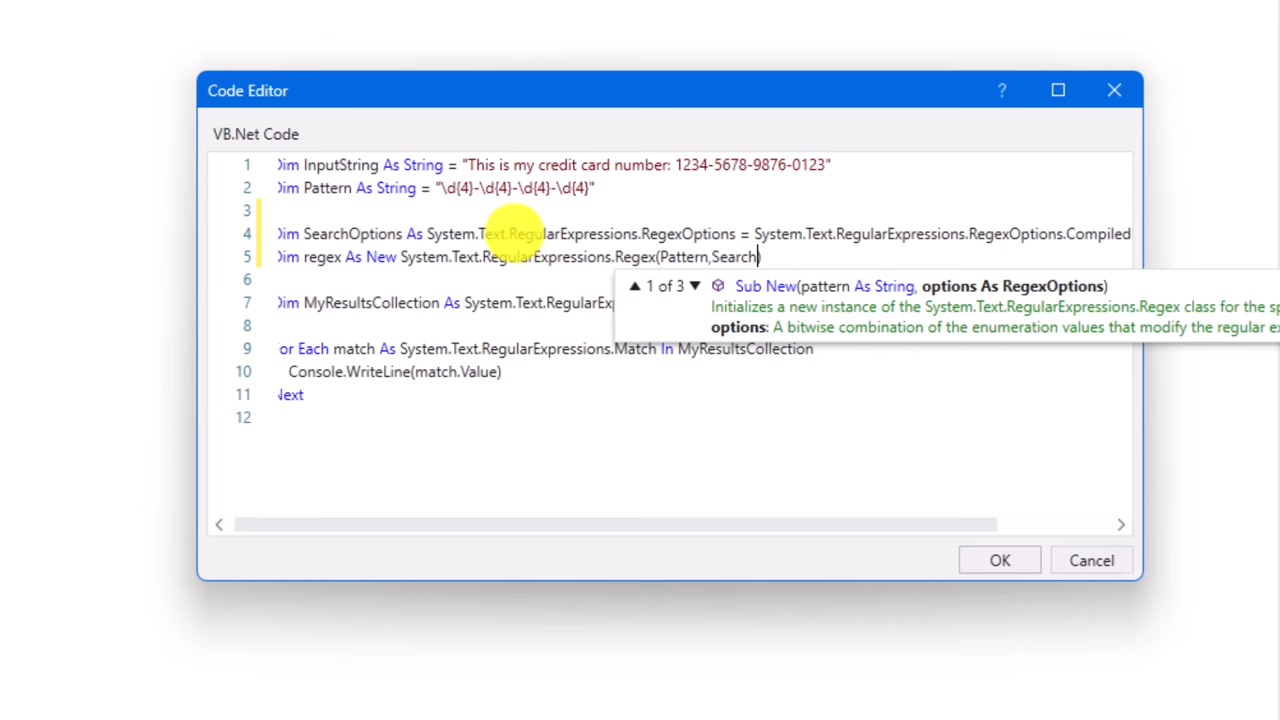 Code Editor
VB.Net Code
1 Dim InputString As String = "This is my credit card number: 1234-5678-9876-0123"
2 Dim Pattern As String = "\d{4}-\d{4}-\d{4}-\d{4}"
3
4 Dim SearchOptions As System.Text.RegularExpressions.RegexOptions = System.Text.RegularExpressions.RegexOptions.Compiled
5 Dim regex As New System.Text.RegularExpressions.Regex(Pattern,Search)
6
1 of 3 Sub New(pattern As String, options As RegexOptions)
Initializes a new instance of the System.Text.RegularExpressions.Regex class for the
options: A bitwise combination of the enumeration values that modify the regular
7 Dim MyResultsCollection As System.Text.RegularEx
8
9 For Each match As System.Text.RegularExpressions.Match In MyResultsCollection
10 Console.WriteLine(match.Value)
11 Next
12
OK Cancel